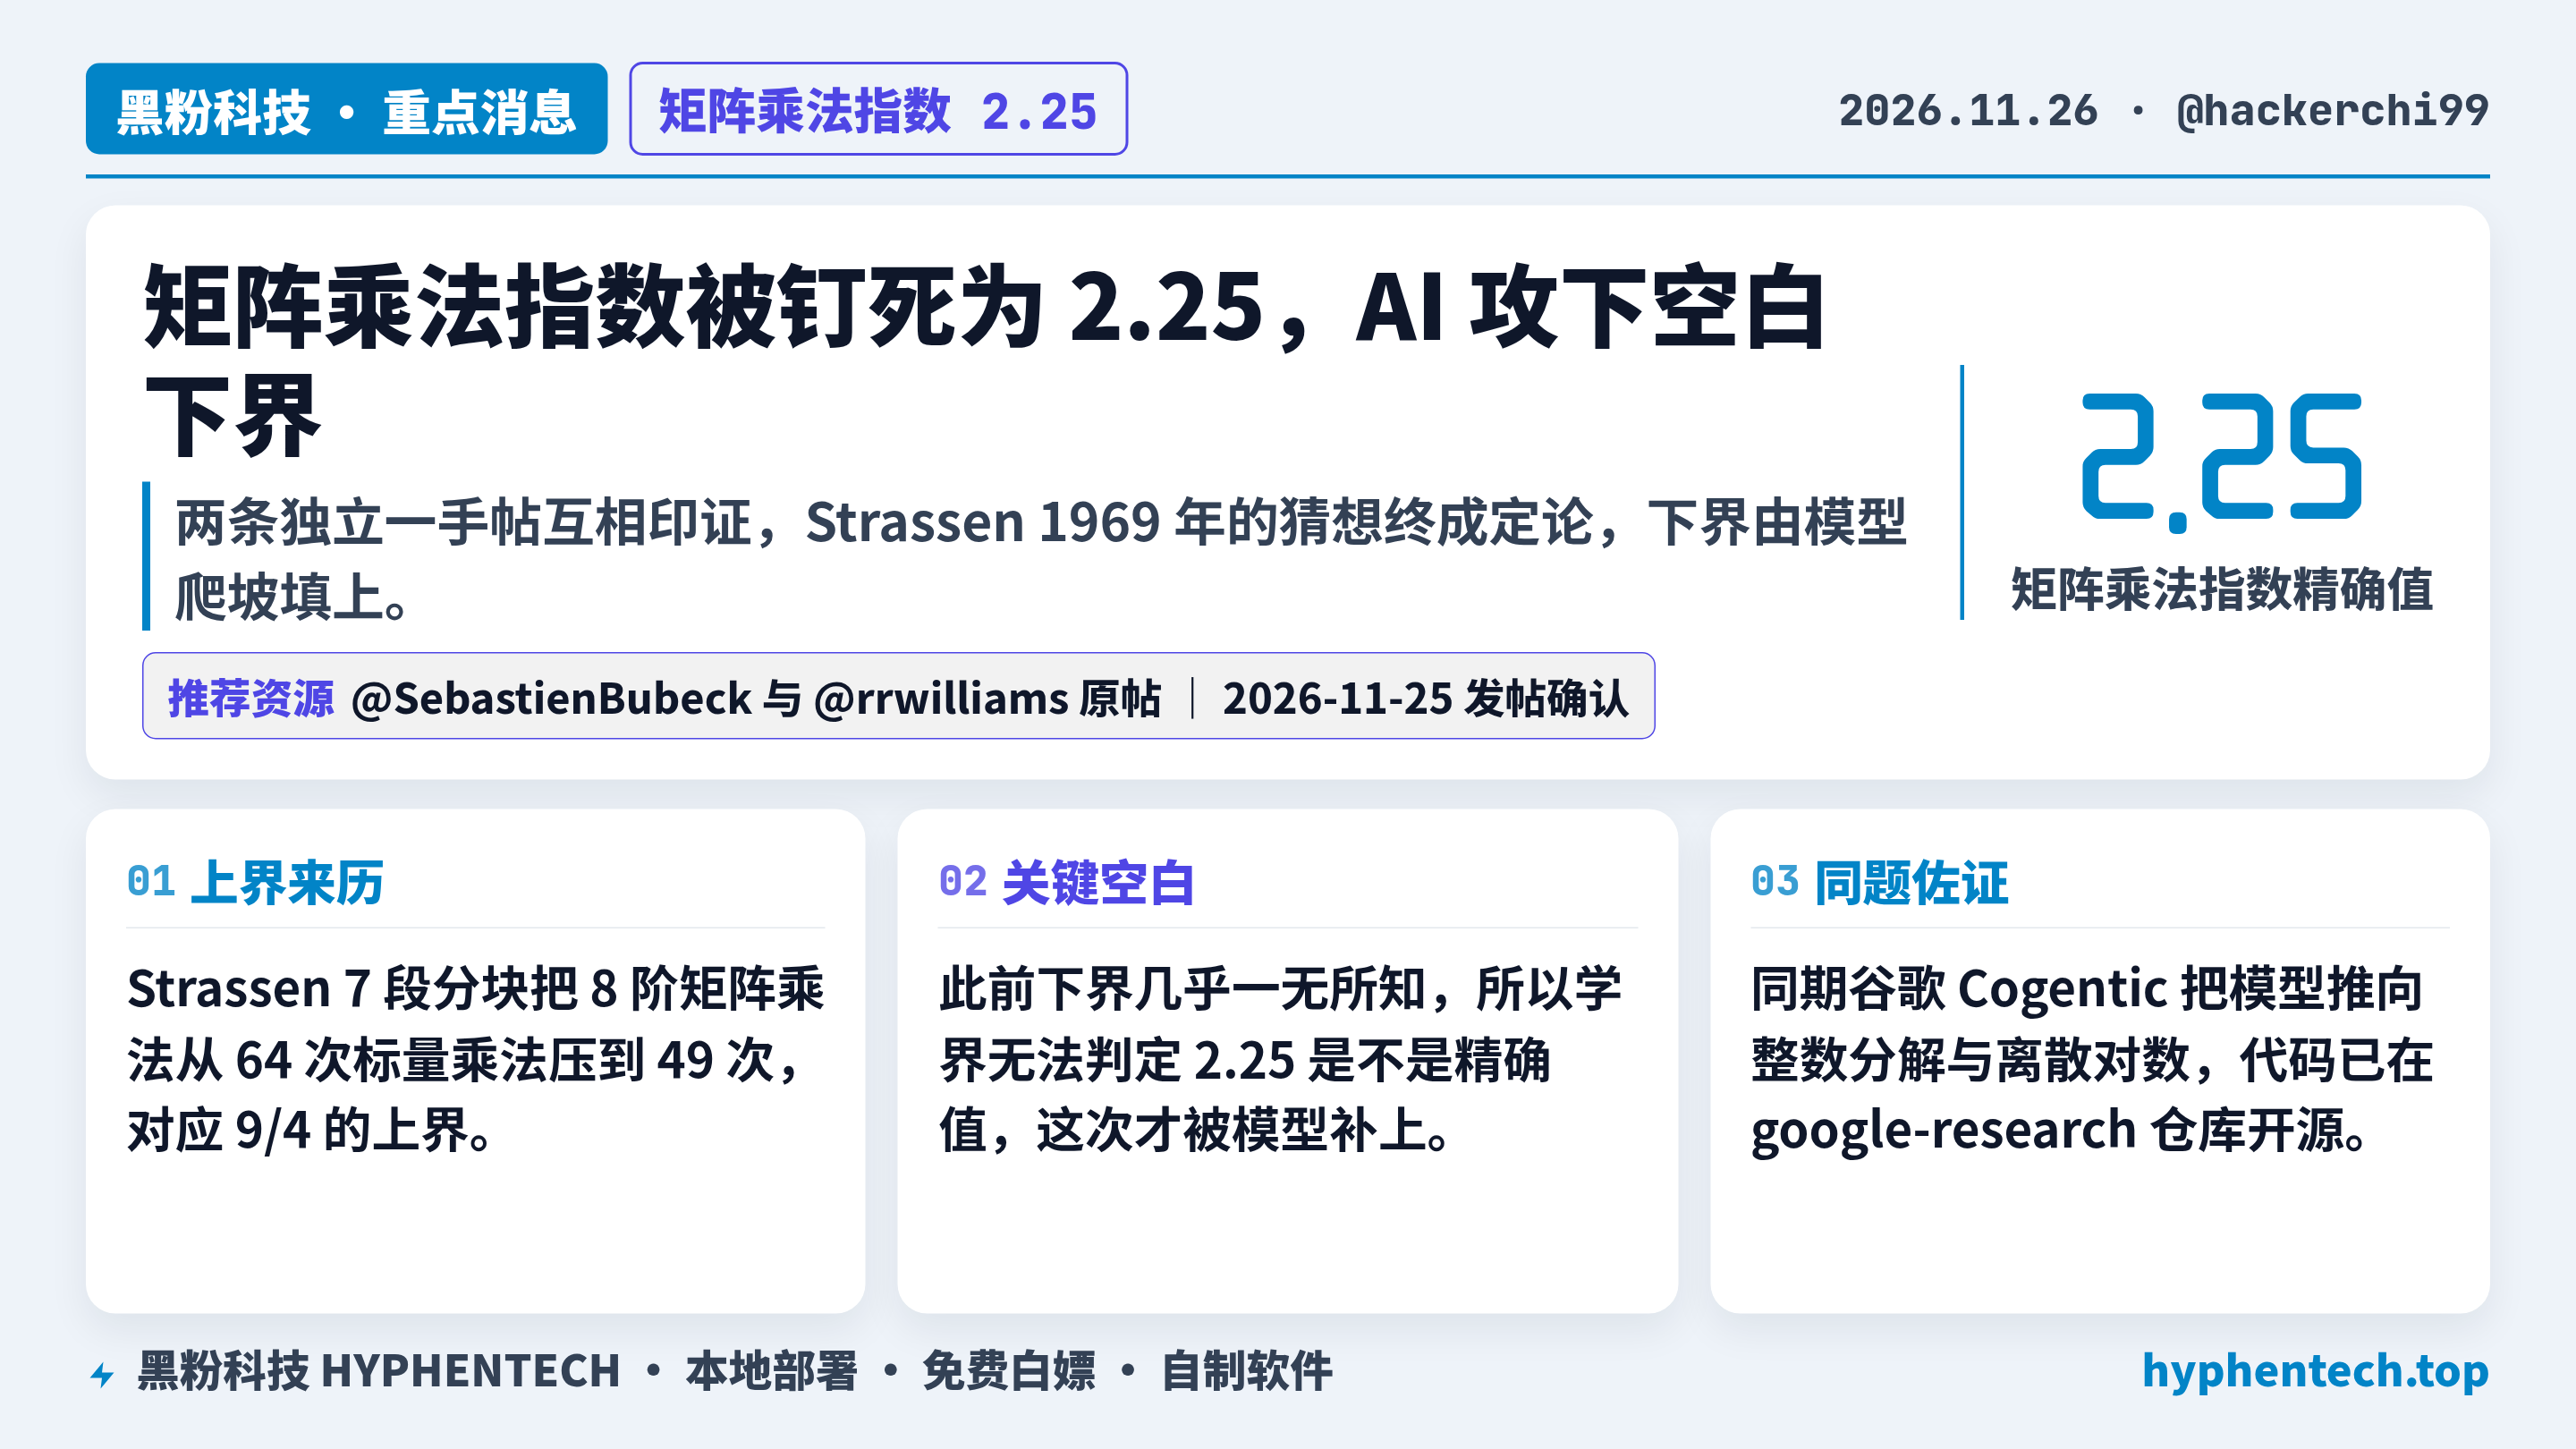 黑粉科技 • 重点消息
矩阵乘法指数 2.25
2026.11.26 · @hackerchi99
矩阵乘法指数被钉死为 2.25，AI 攻下空白
下界
两条独立一手帖互相印证，Strassen 1969 年的猜想终成定论，下界由模型
爬坡填上。
推荐资源 @SebastienBubeck 与 @rrwilliams 原帖 ｜ 2026-11-25 发帖确认
2.25
矩阵乘法指数精确值
01 上界来历
Strassen 7 段分块把 8 阶矩阵乘
法从 64 次标量乘法压到 49 次，
对应 9/4 的上界。
02 关键空白
此前下界几乎一无所知，所以学
界无法判定 2.25 是不是精确
值，这次才被模型补上。
03 同题佐证
同期谷歌 Cogentic 把模型推向
整数分解与离散对数，代码已在
google-research 仓库开源。
黑粉科技 HYPHENTECH • 本地部署 • 免费白嫖 • 自制软件
hyphentech.top